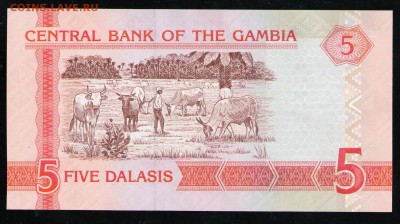 COINS.LAVE.RU
CENTRAL BANK OF THE GAMBIA
5
5 FIVE DALASIS 5